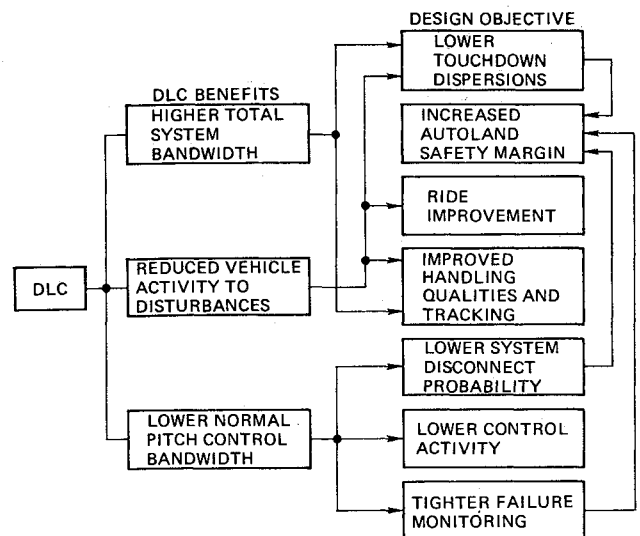 DESIGN OBJECTIVE
LOWER
TOUCHDOWN
DISPERSIONS
DLC BENEFITS
HIGHER TOTAL
SYSTEM
BANDWIDTH
INCREASED
AUTOLAND
SAFETY MARGIN
RIDE
IMPROVEMENT
DLC
REDUCED VEHICLE
ACTIVITY TO
DISTURBANCES
IMPROVED
HANDLING
QUALITIES AND
TRACKING
LOWER SYSTEM
DISCONNECT
PROBABILITY
LOWER NORMAL
PITCH CONTROL
BANDWIDTH
LOWER CONTROL
ACTIVITY
TIGHTER FAILURE
MONITORING